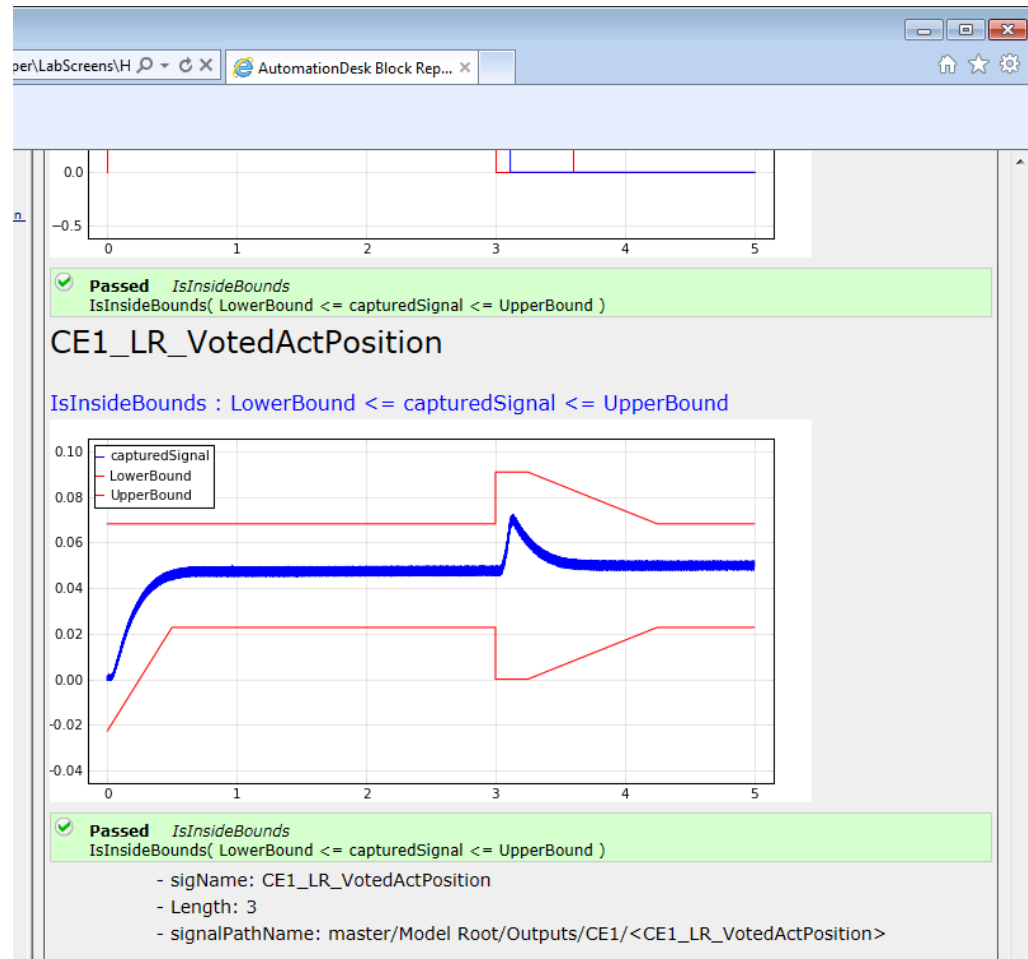 per\LabScreens\H
AutomationDesk Block Rep...
n
0.0
−0.5
0 1 2 3 4 5
Passed IsInsideBounds
IsInsideBounds( LowerBound <= capturedSignal <= UpperBound )
CE1_LR_VotedActPosition
IsInsideBounds : LowerBound <= capturedSignal <= UpperBound
0.10
capturedSignal
LowerBound
UpperBound
0.08
0.06
0.04
0.02
0.00
-0.02
-0.04
0 1 2 3 4 5
Passed IsInsideBounds
IsInsideBounds( LowerBound <= capturedSignal <= UpperBound )
- sigName: CE1_LR_VotedActPosition
- Length: 3
- signalPathName: master/Model Root/Outputs/CE1/<CE1_LR_VotedActPosition>